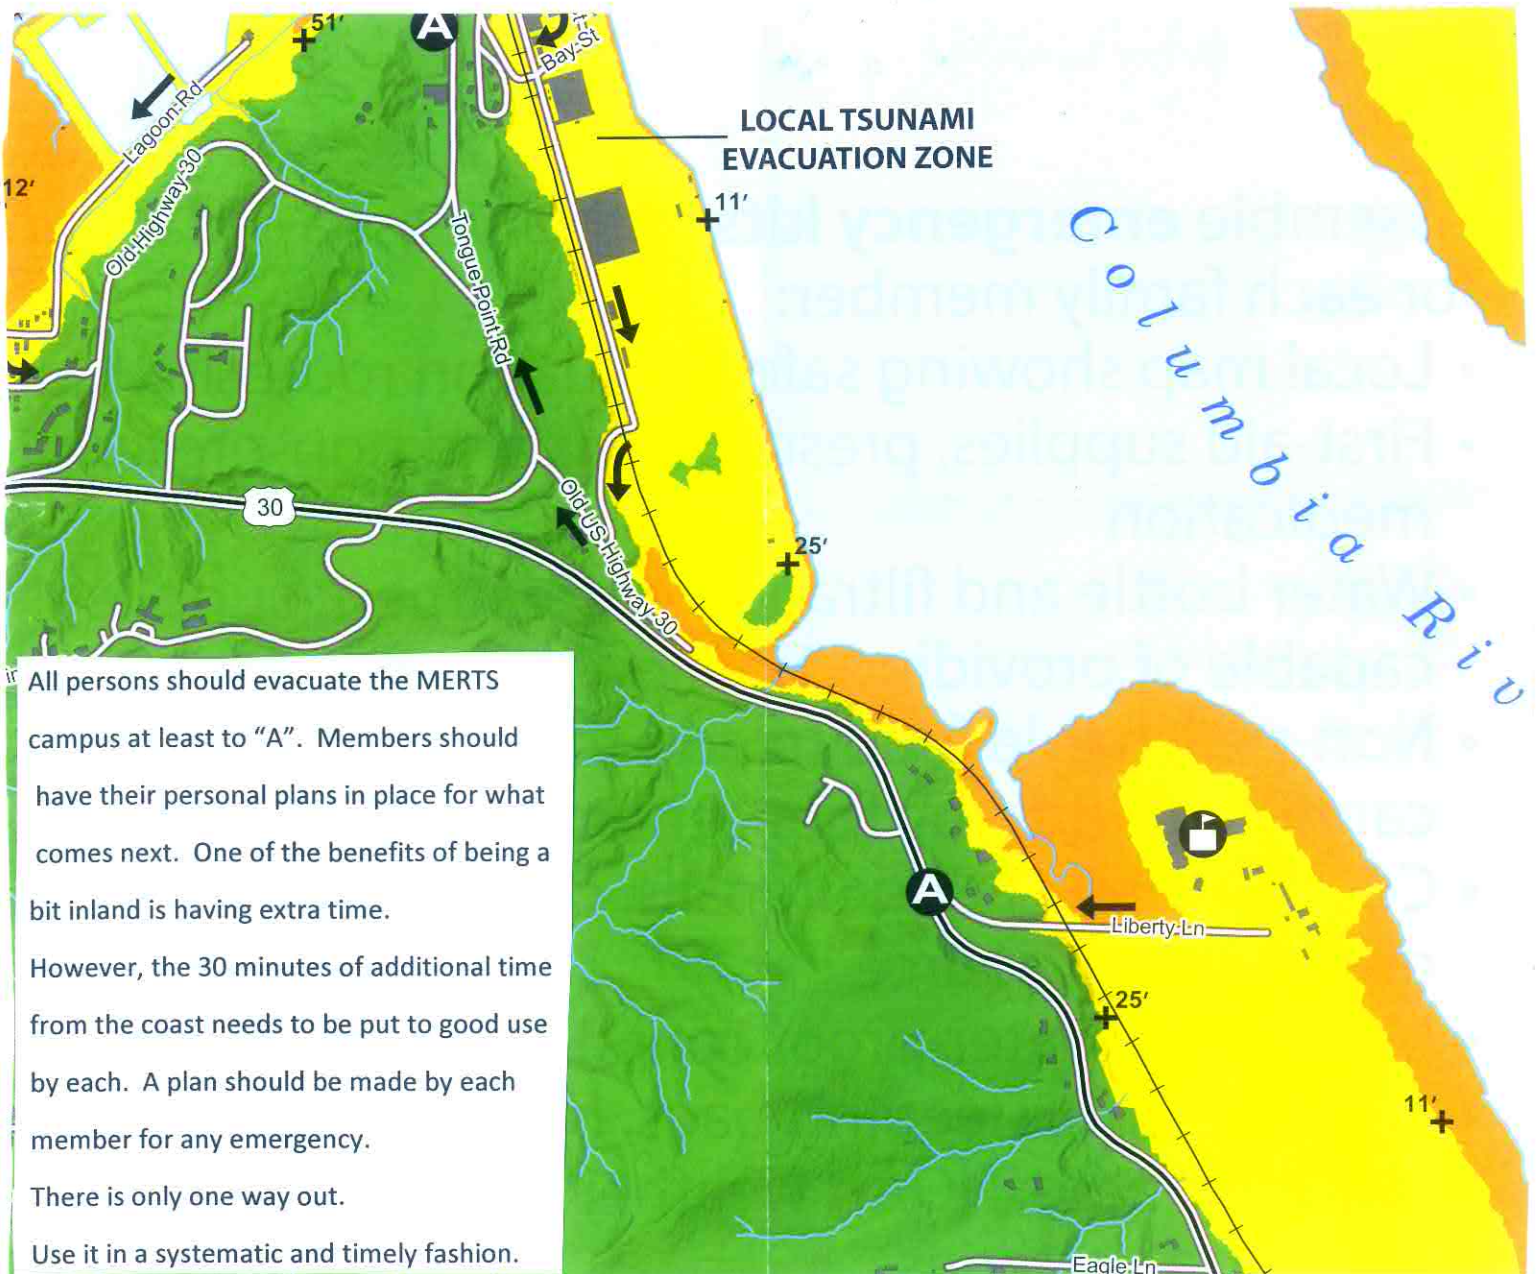 51'
A
Bay-St
Lagoon-Rd
LOCAL TSUNAMI
EVACUATION ZONE
12'
Old-Highway-30
11'
Tongue-Point-Rd
Columbia Riv
30
Old-US-Highway-30
25'
All persons should evacuate the MERTS
campus at least to “A”. Members should
have their personal plans in place for what
comes next. One of the benefits of being a
bit inland is having extra time.
However, the 30 minutes of additional time
from the coast needs to be put to good use
by each. A plan should be made by each
member for any emergency.
There is only one way out.
Use it in a systematic and timely fashion.
A
Liberty-Ln
25'
11'
Eagle-Ln